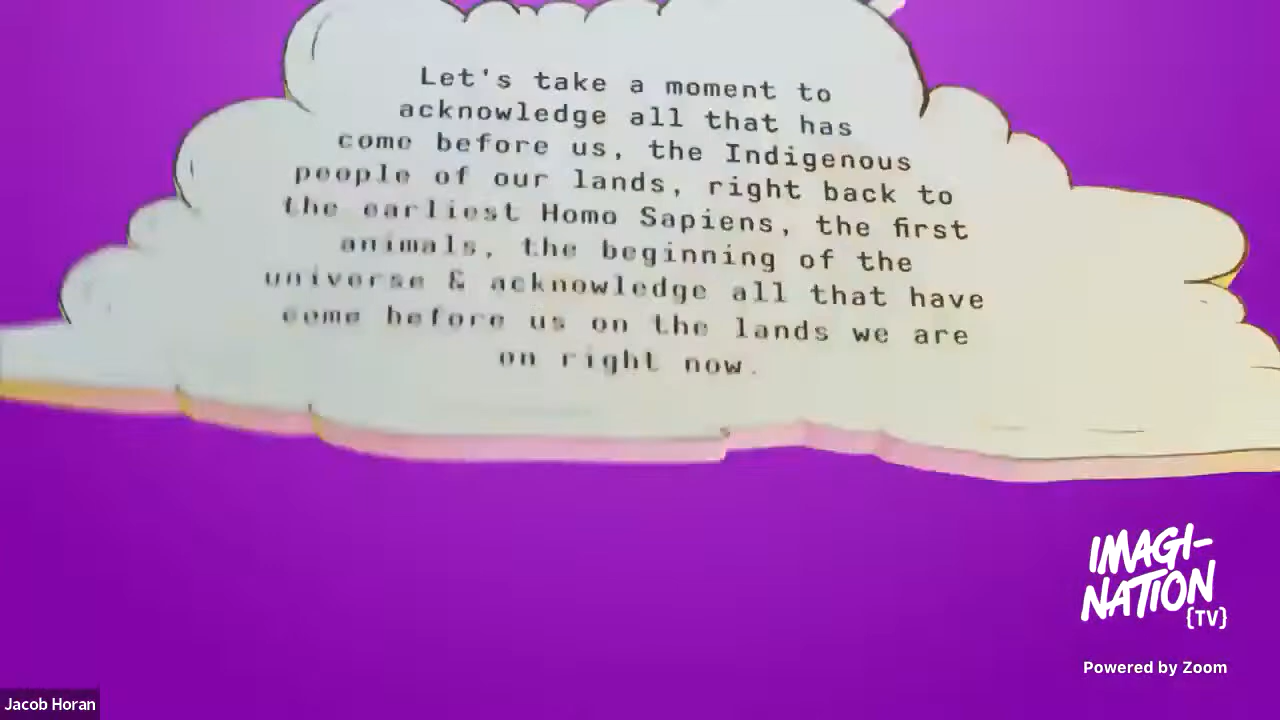 Let's take a moment to
acknowledge all that has
come before us, the Indigenous
people of our lands, right back to
the earliest Homo Sapiens, the first
animals, the beginning of the
universe & acknowledge all that have
come before us on the lands we are
on right now.
IMAGI-
NATION
{TV}
Powered by Zoom
Jacob Horan